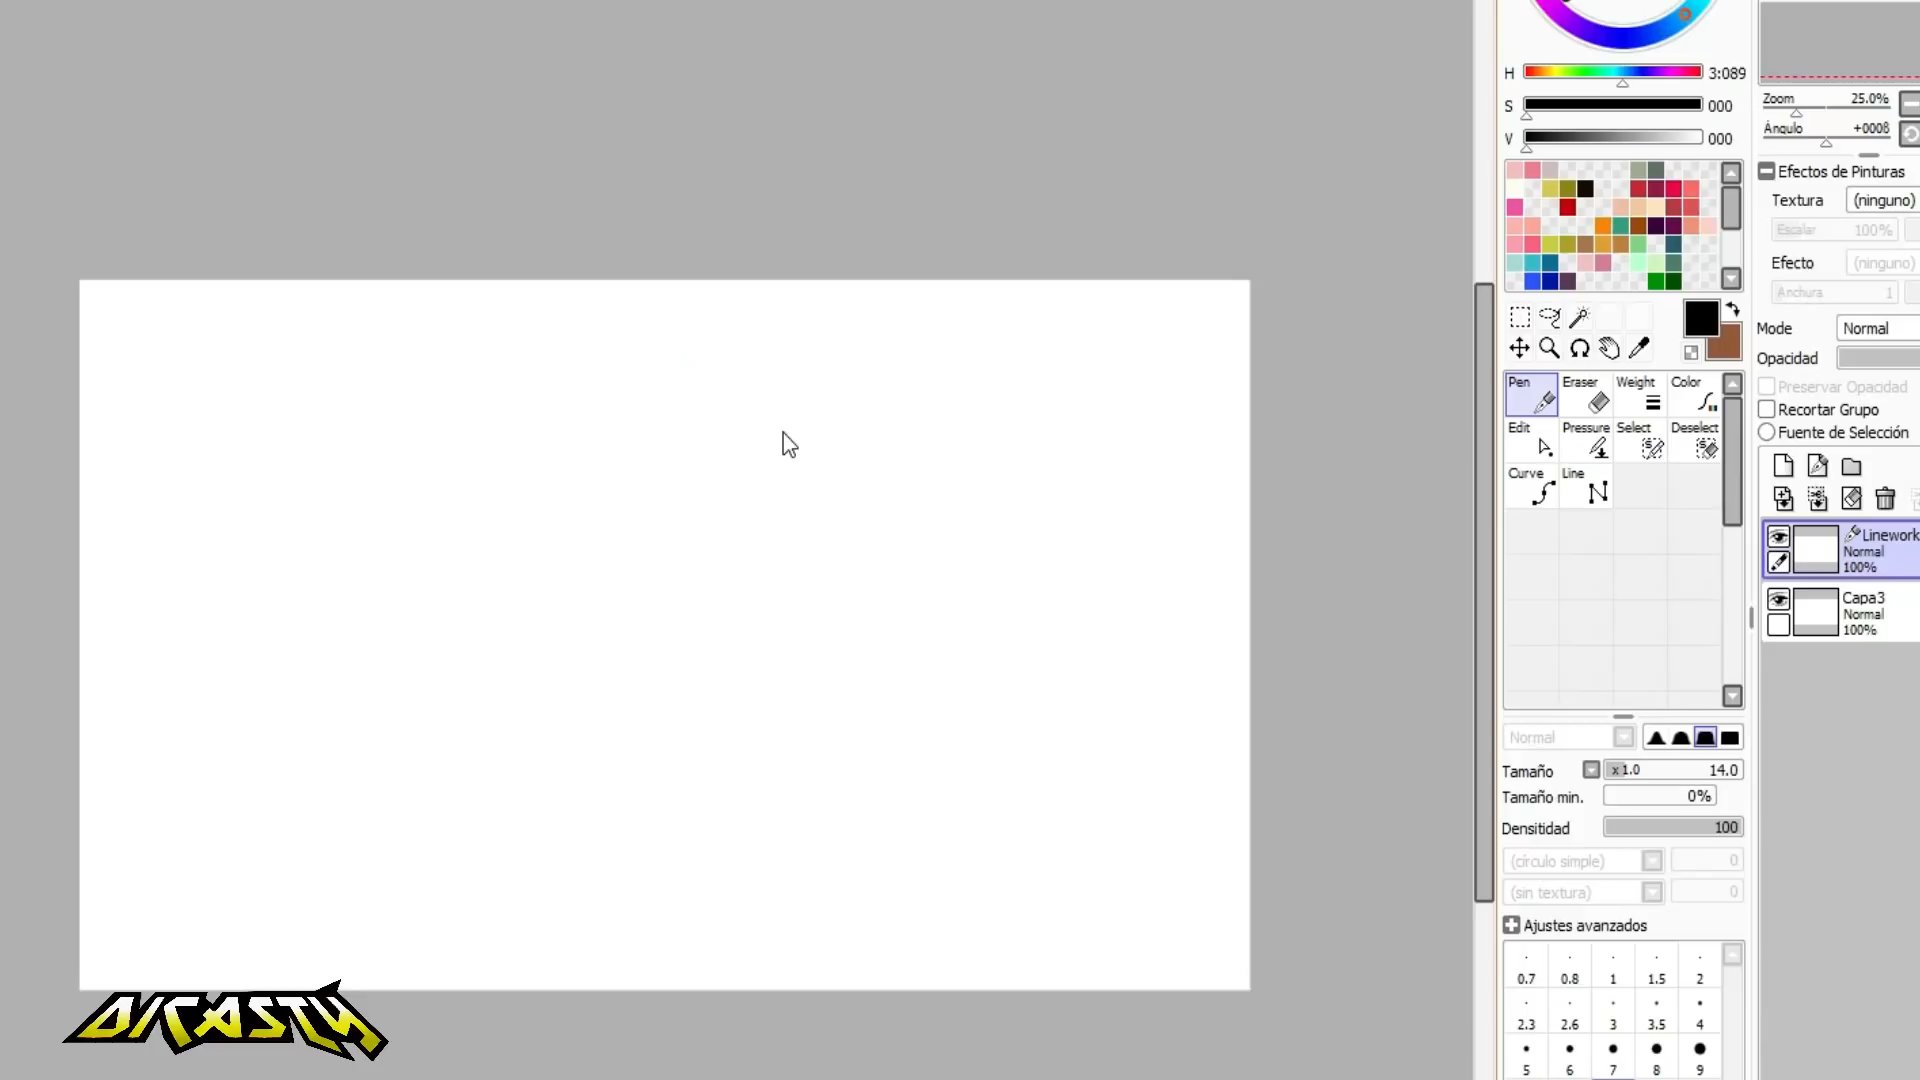 H 3:089
S 000
V 000
Zoom 25.0%
Ángulo +0008
Efectos de Pinturas
Textura (ninguno)
Escalar 100%
Efecto (ninguno)
Anchura 1
Mode Normal
Opacidad
Preservar Opacidad
Recortar Grupo
Fuente de Selección
Pen Eraser Weight Color
Edit Pressure Select Deselect
Curve Line
Linework
Normal
100%
Capa3
Normal
100%
Normal
Tamaño x1.0 14.0
Tamaño min. 0%
Densitidad 100
(círculo simple) 0
(sin textura) 0
Ajustes avanzados
0.7 0.8 1 1.5 2
2.3 2.6 3 3.5 4
5 6 7 8 9
DICASTY